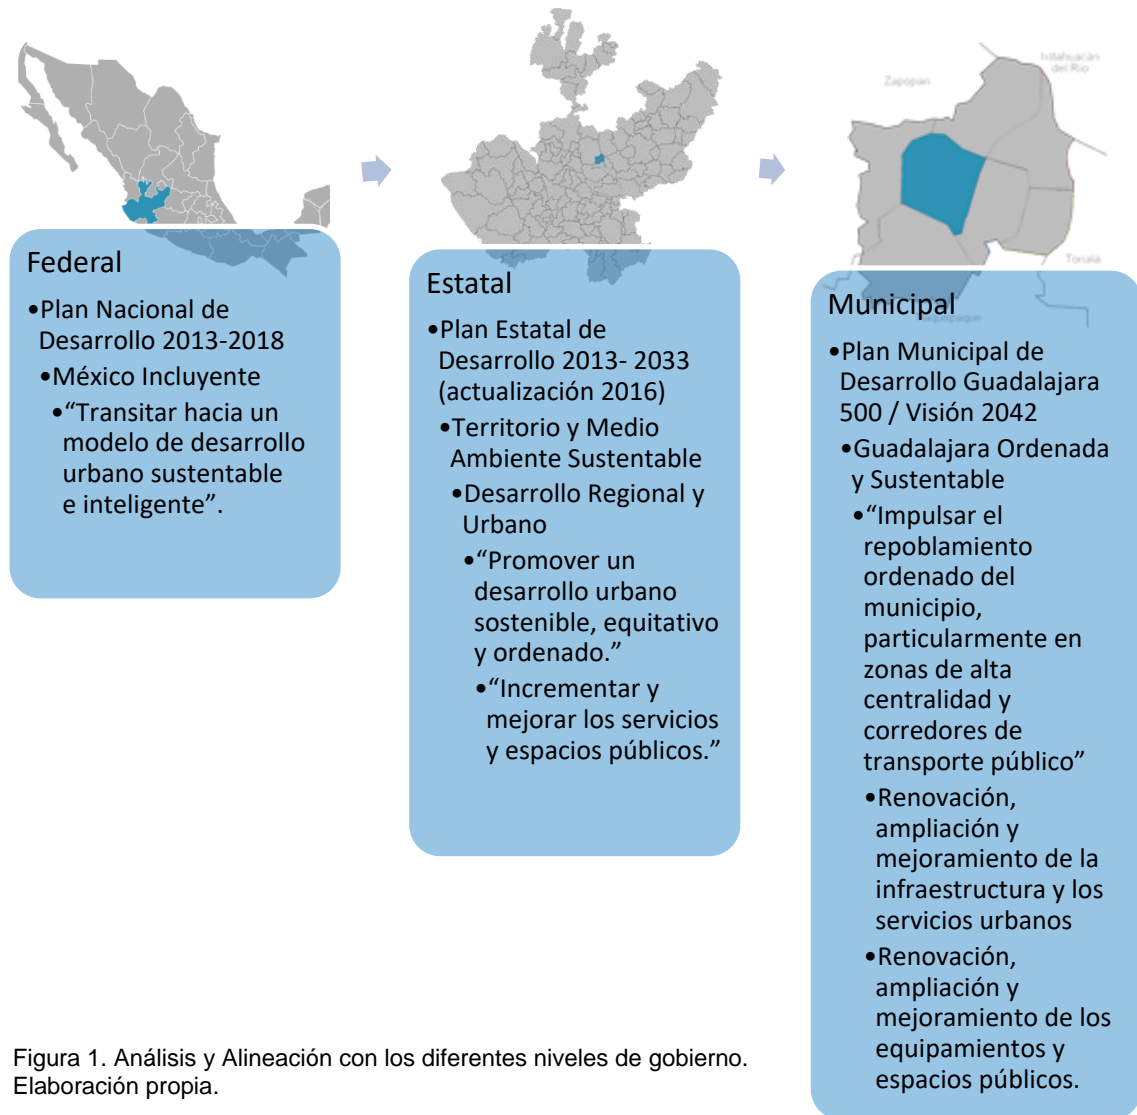 Zapopan
Ixtlahuacán
del Río
Tonalá
Federal
•Plan Nacional de
Desarrollo 2013-2018
•México Incluyente
•“Transitar hacia un
modelo de desarrollo
urbano sustentable
e inteligente”.
Estatal
•Plan Estatal de
Desarrollo 2013- 2033
(actualización 2016)
•Territorio y Medio
Ambiente Sustentable
•Desarrollo Regional y
Urbano
•“Promover un
desarrollo urbano
sostenible, equitativo
y ordenado.”
•“Incrementar y
mejorar los servicios
y espacios públicos.”
Municipal
•Plan Municipal de
Desarrollo Guadalajara
500 / Visión 2042
•Guadalajara Ordenada
y Sustentable
•“Impulsar el
repoblamiento
ordenado del
municipio,
particularmente en
zonas de alta
centralidad y
corredores de
transporte público”
•Renovación,
ampliación y
mejoramiento de la
infraestructura y los
servicios urbanos
•Renovación,
ampliación y
mejoramiento de los
equipamientos y
espacios públicos.
Figura 1. Análisis y Alineación con los diferentes niveles de gobierno.
Elaboración propia.